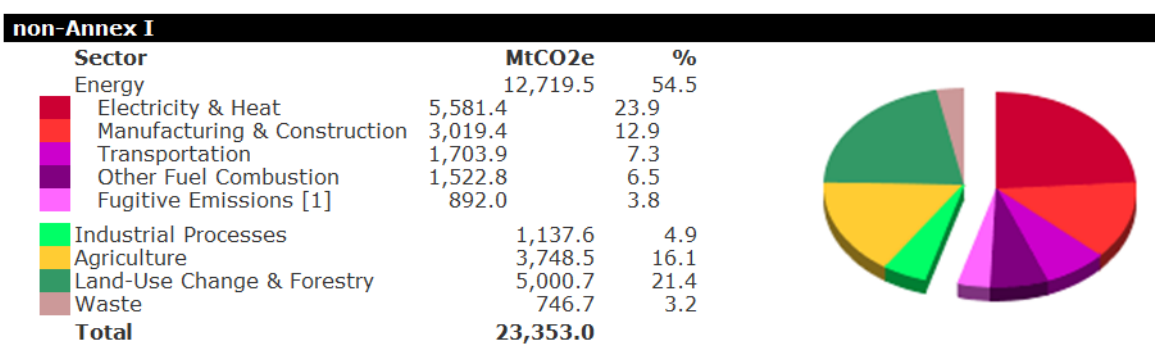 non-Annex I
Sector MtCO2e %
Energy 12,719.5 54.5
Electricity & Heat 5,581.4 23.9
Manufacturing & Construction 3,019.4 12.9
Transportation 1,703.9 7.3
Other Fuel Combustion 1,522.8 6.5
Fugitive Emissions [1] 892.0 3.8
Industrial Processes 1,137.6 4.9
Agriculture 3,748.5 16.1
Land-Use Change & Forestry 5,000.7 21.4
Waste 746.7 3.2
Total 23,353.0